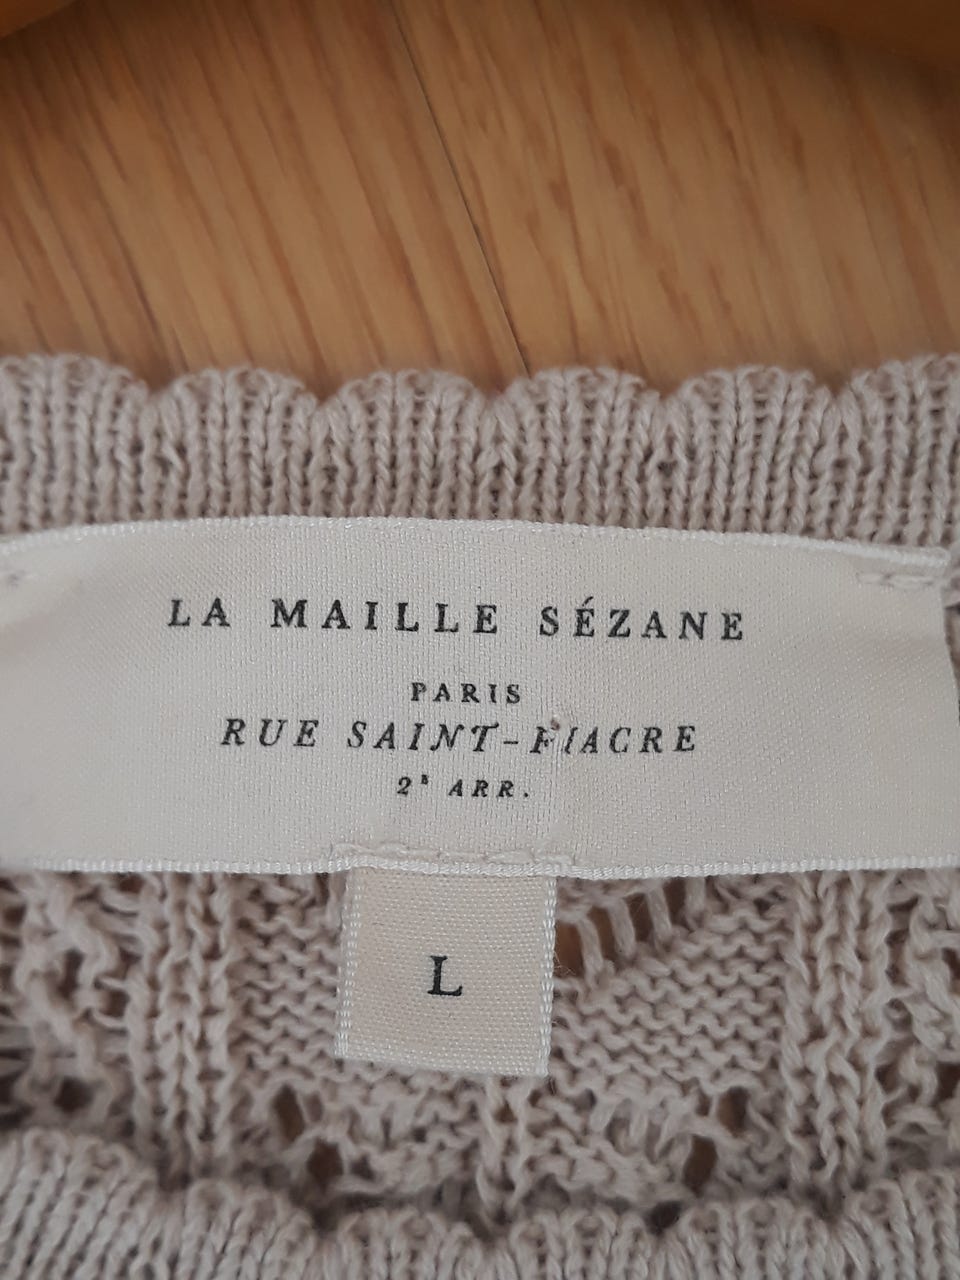 LA MAILLE SÉZANE
PARIS
RUE SAINT-FIACRE
2E ARR.
L